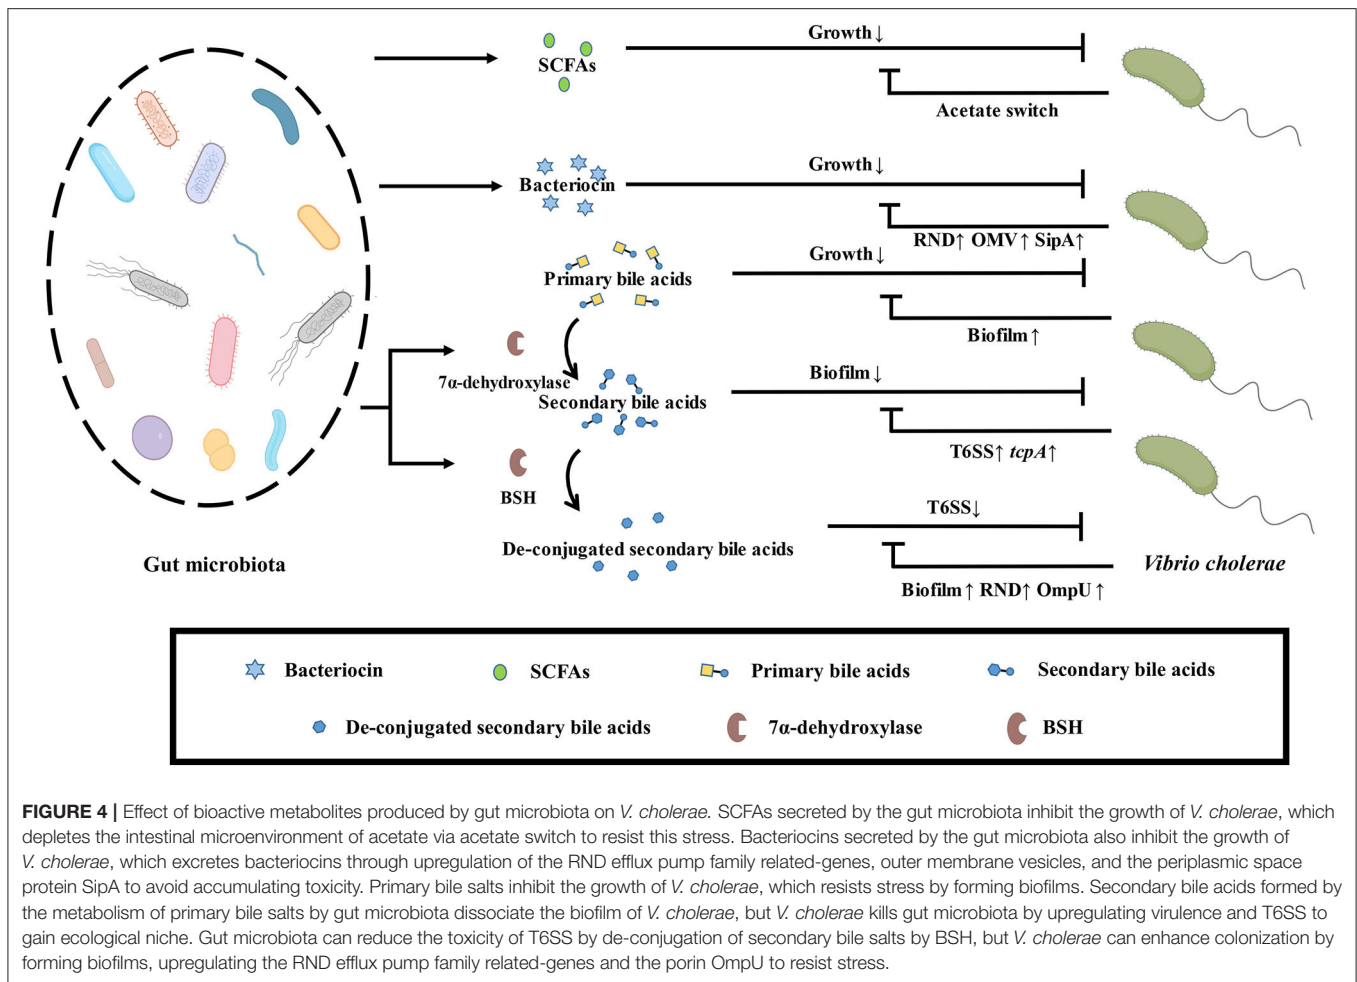 Growth↓
SCFAs
Acetate switch
Growth↓
Bacteriocin
RND↑ OMV↑ SipA↑
Growth↓
Primary bile acids
Biofilm↑
7α-dehydroxylase
Biofilm↓
Secondary bile acids
T6SS↑ tcpA↑
BSH
T6SS↓
De-conjugated secondary bile acids
Biofilm↑ RND↑ OmpU↑
Gut microbiota
Vibrio cholerae
Bacteriocin
SCFAs
Primary bile acids
Secondary bile acids
De-conjugated secondary bile acids
7α-dehydroxylase
BSH
FIGURE 4 | Effect of bioactive metabolites produced by gut microbiota on V. cholerae. SCFAs secreted by the gut microbiota inhibit the growth of V. cholerae, which
depletes the intestinal microenvironment of acetate via acetate switch to resist this stress. Bacteriocins secreted by the gut microbiota also inhibit the growth of
V. cholerae, which excretes bacteriocins through upregulation of the RND efflux pump family related-genes, outer membrane vesicles, and the periplasmic space
protein SipA to avoid accumulating toxicity. Primary bile salts inhibit the growth of V. cholerae, which resists stress by forming biofilms. Secondary bile acids formed by
the metabolism of primary bile salts by gut microbiota dissociate the biofilm of V. cholerae, but V. cholerae kills gut microbiota by upregulating virulence and T6SS to
gain ecological niche. Gut microbiota can reduce the toxicity of T6SS by de-conjugation of secondary bile salts by BSH, but V. cholerae can enhance colonization by
forming biofilms, upregulating the RND efflux pump family related-genes and the porin OmpU to resist stress.